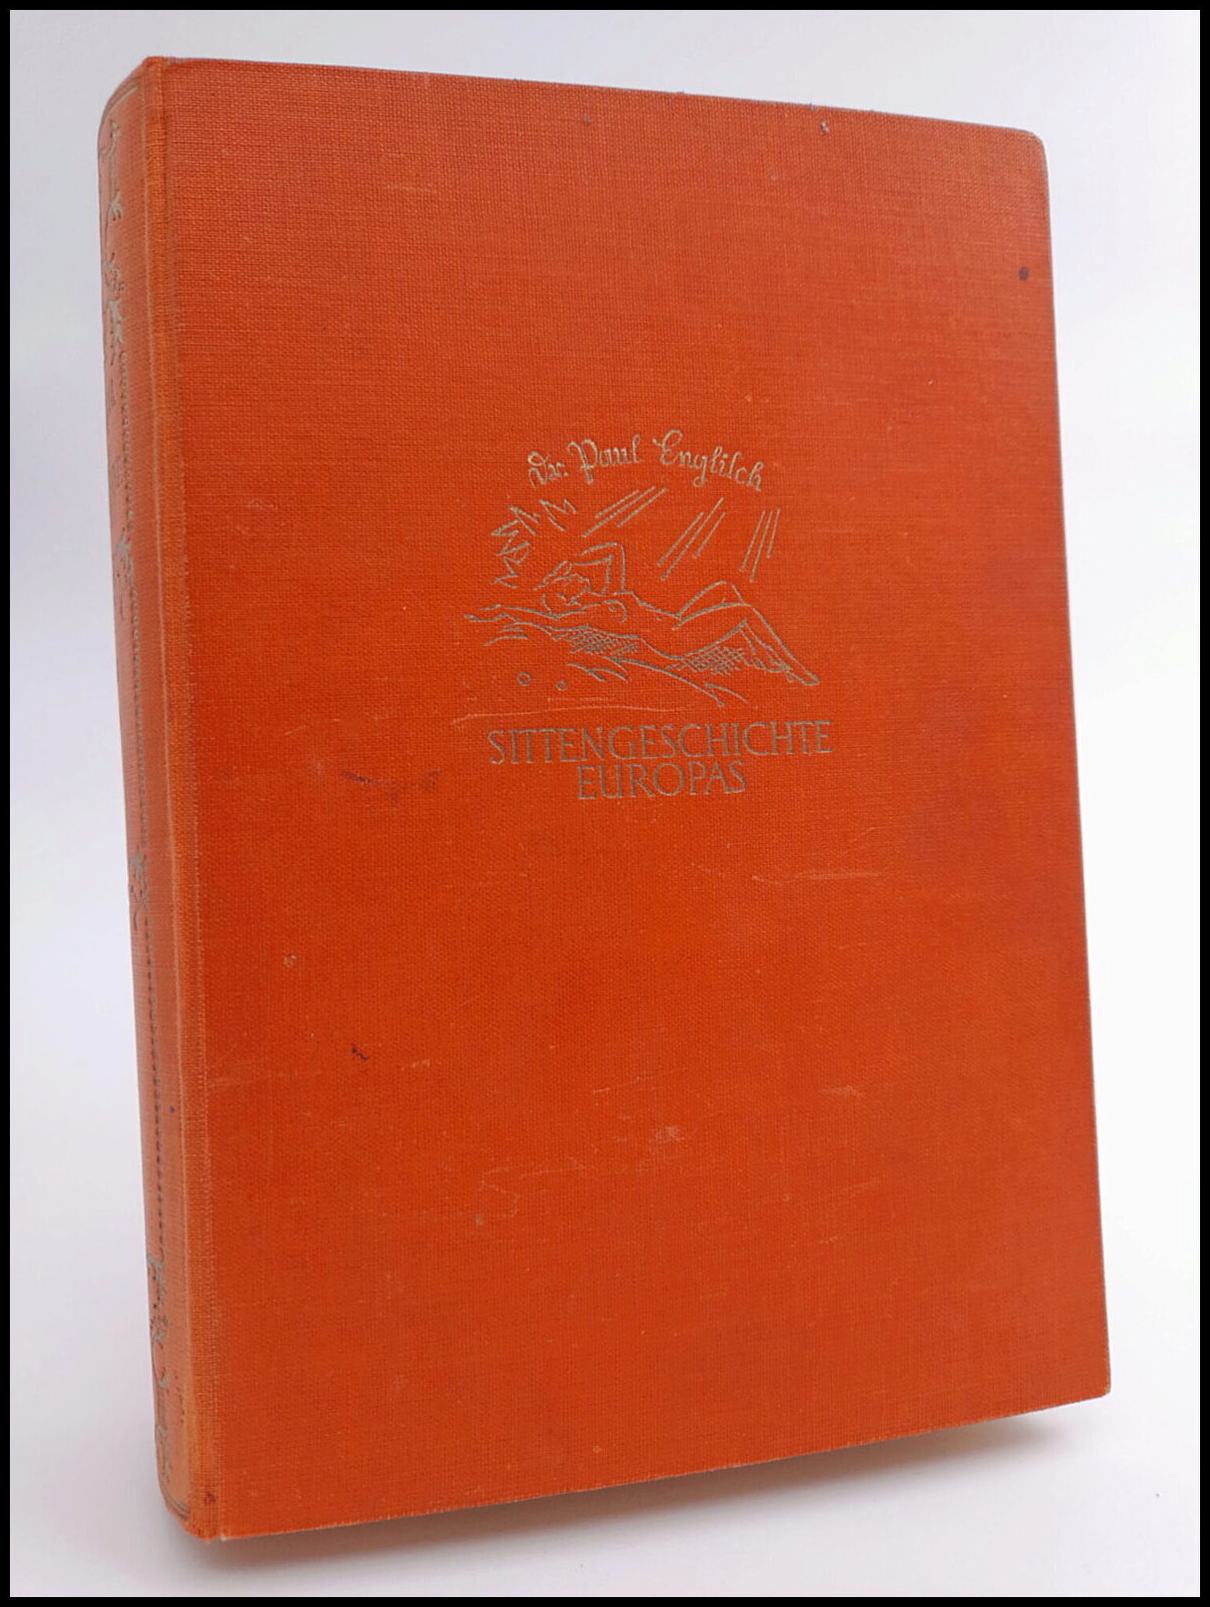 Dr. Paul Engliſch
SITTENGESCHICHTE
EUROPAS